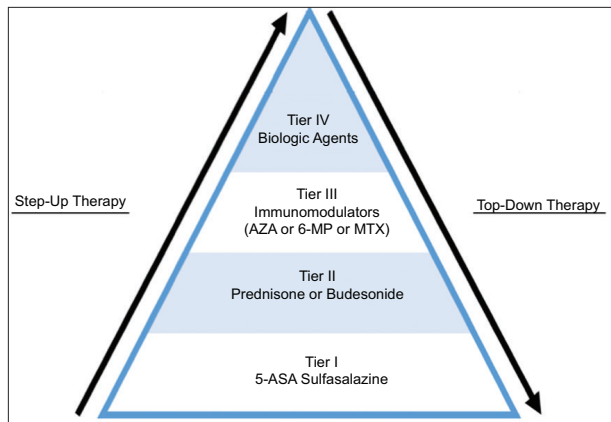 Tier IV
Biologic Agents
Step-Up Therapy
Tier III
Immunomodulators
(AZA or 6-MP or MTX)
Top-Down Therapy
Tier II
Prednisone or Budesonide
Tier I
5-ASA Sulfasalazine